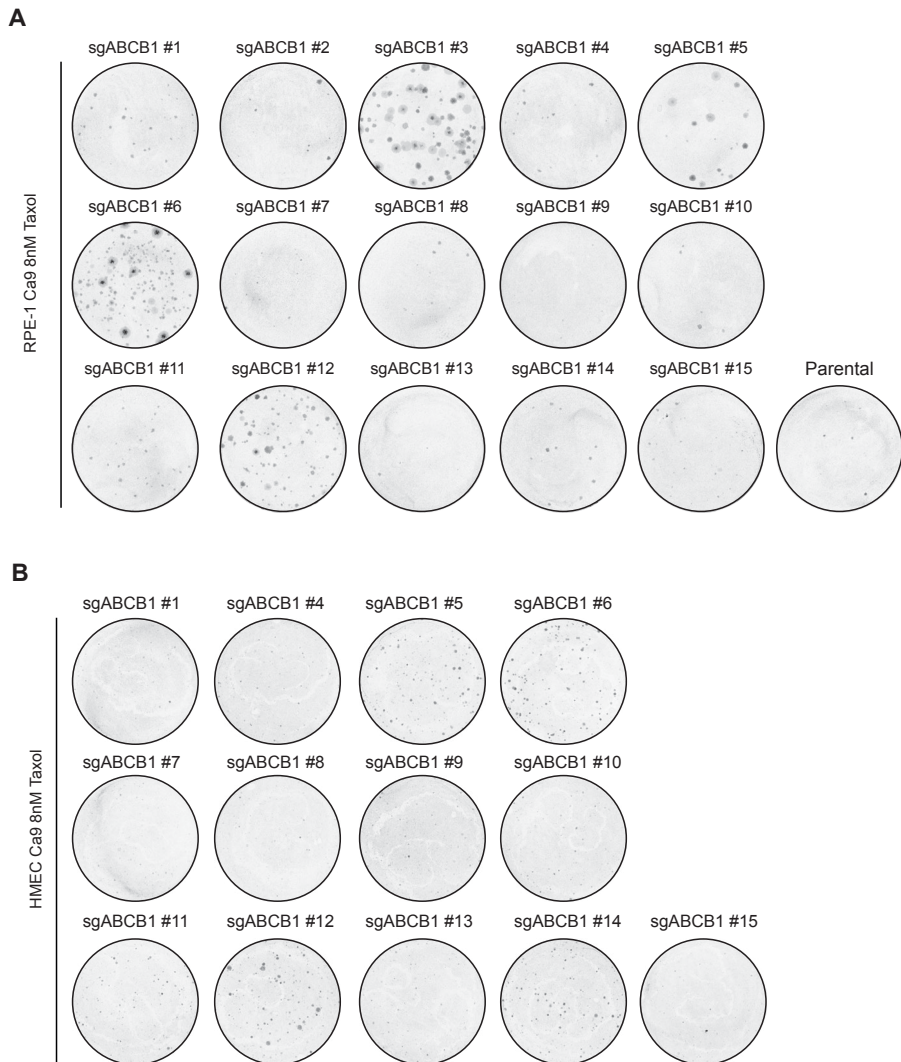 A
sgABCB1 #1 sgABCB1 #2 sgABCB1 #3 sgABCB1 #4 sgABCB1 #5
RPE-1 Ca9 8nM Taxol
sgABCB1 #6 sgABCB1 #7 sgABCB1 #8 sgABCB1 #9 sgABCB1 #10
sgABCB1 #11 sgABCB1 #12 sgABCB1 #13 sgABCB1 #14 sgABCB1 #15 Parental
B
sgABCB1 #1 sgABCB1 #4 sgABCB1 #5 sgABCB1 #6
HMEC Ca9 8nM Taxol
sgABCB1 #7 sgABCB1 #8 sgABCB1 #9 sgABCB1 #10
sgABCB1 #11 sgABCB1 #12 sgABCB1 #13 sgABCB1 #14 sgABCB1 #15